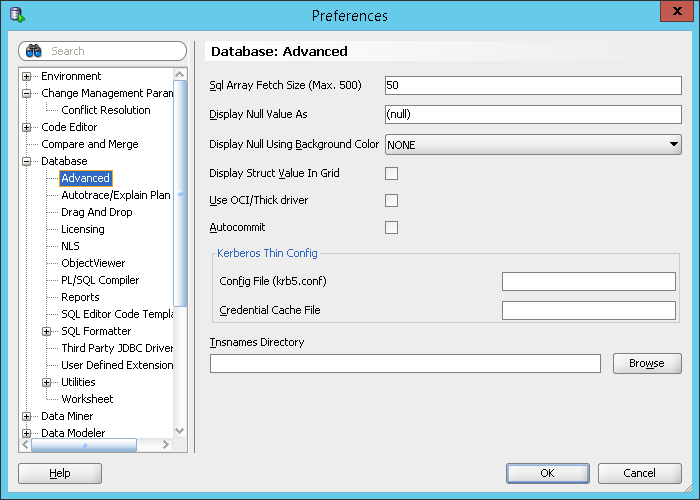 Preferences
x
Search
Environment
Change Management Param
Conflict Resolution
Code Editor
Compare and Merge
Database
Advanced
Autotrace/Explain Plan
Drag And Drop
Licensing
NLS
ObjectViewer
PL/SQL Compiler
Reports
SQL Editor Code Templa
SQL Formatter
Third Party JDBC Driver
User Defined Extension
Utilities
Worksheet
Data Miner
Data Modeler
Database: Advanced
Sql Array Fetch Size (Max. 500)
50
Display Null Value As
(null)
Display Null Using Background Color
NONE
Display Struct Value In Grid
Use OCI/Thick driver
Autocommit
Kerberos Thin Config
Config File (krb5.conf)
Credential Cache File
Tnsnames Directory
Browse
Help
OK
Cancel